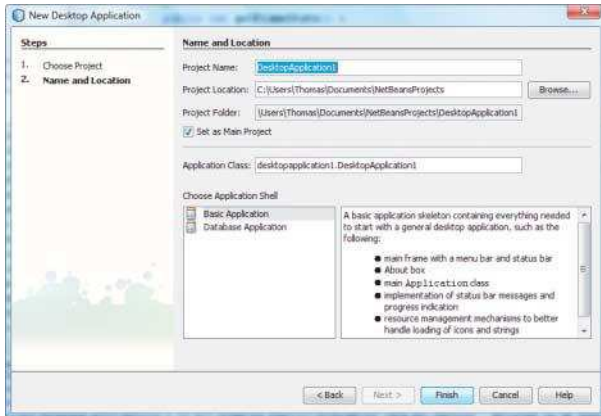 New Desktop Application
Steps
1. Choose Project
2. Name and Location
Name and Location
Project Name: DesktopApplication1
Project Location: C:\Users\Thomas\Documents\NetBeansProjects
Browse...
Project Folder: \Users\Thomas\Documents\NetBeansProjects\DesktopApplication1
Set as Main Project
Application Class: desktopapplication1.DesktopApplication1
Choose Application Shell
Basic Application
Database Application
A basic application skeleton containing everything needed
to start with a general desktop application, such as the
following:
● main frame with a menu bar and status bar
● About box
● main Application class
● implementation of status bar messages and
progress indication
● resource management mechanisms to better
handle loading of icons and strings
< Back Next > Finish Cancel Help